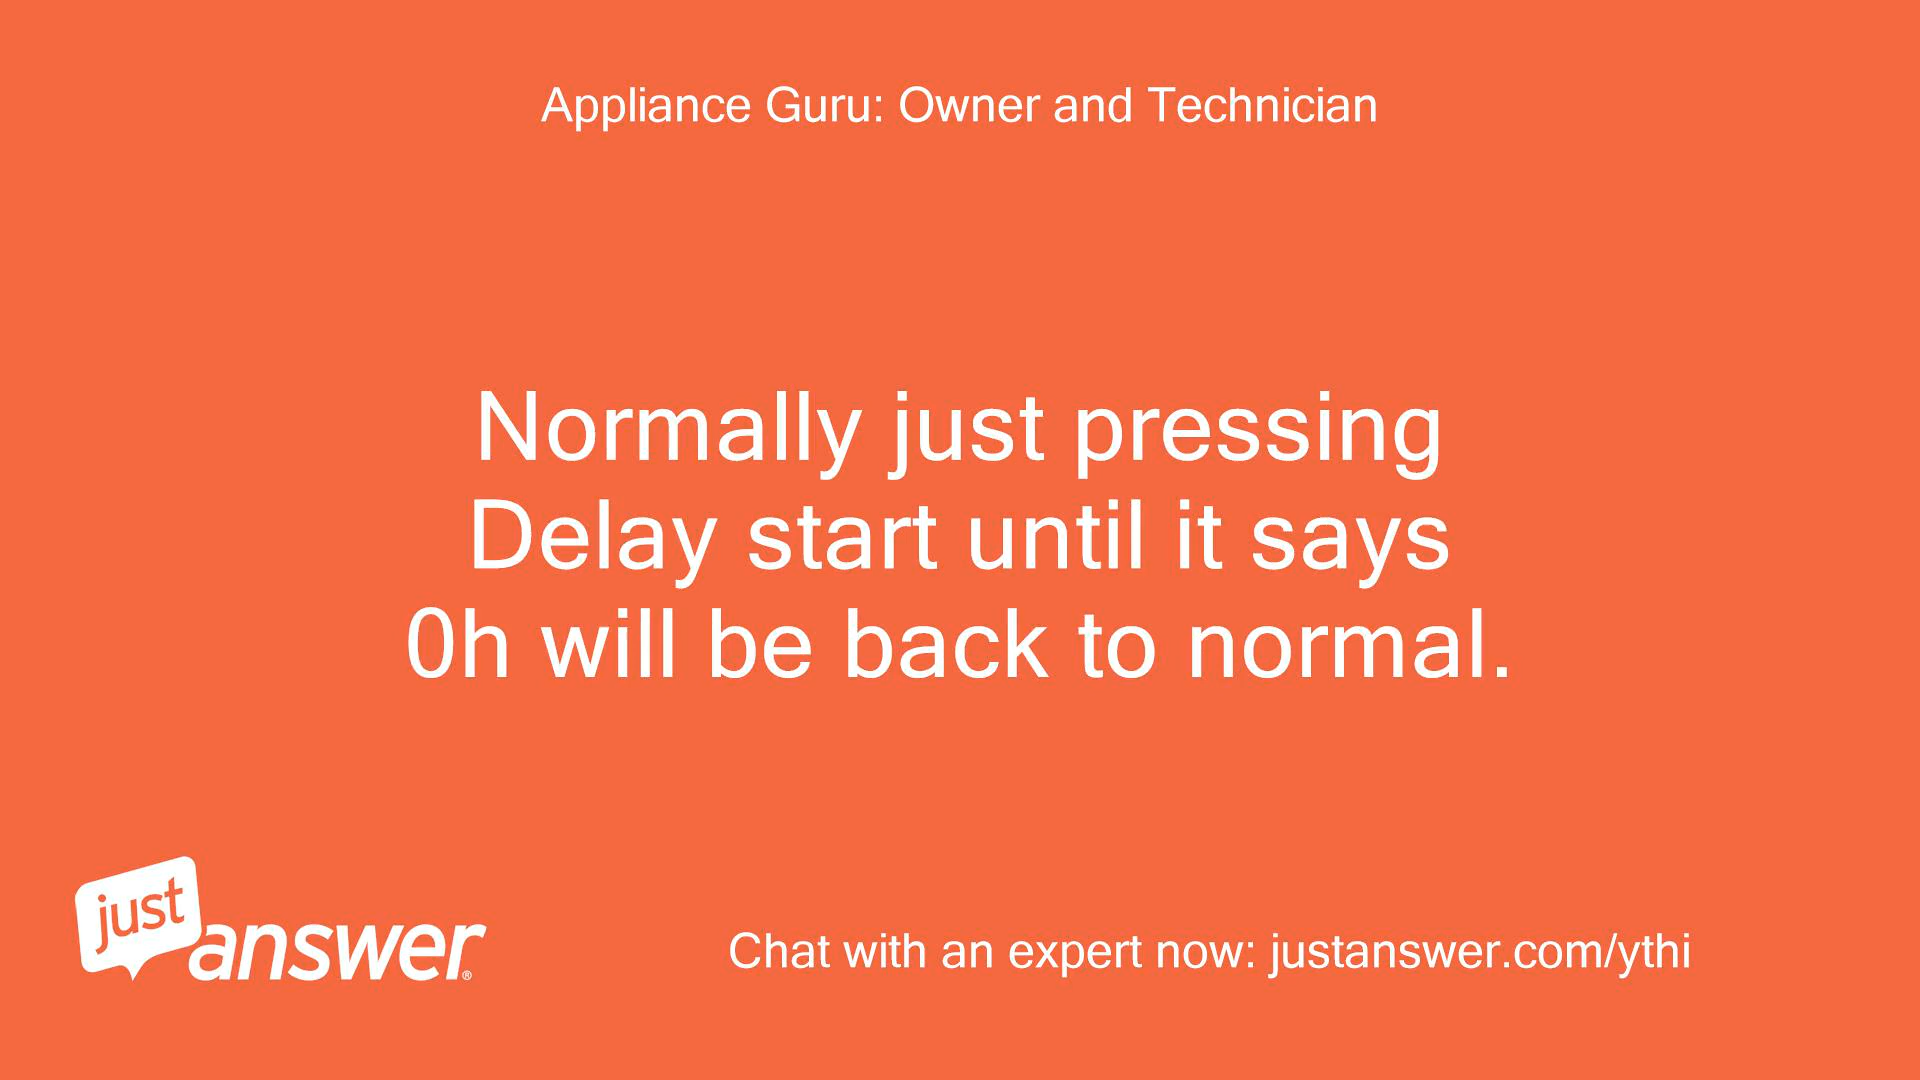 Appliance Guru: Owner and Technician
Normally just pressing
Delay start until it says
0h will be back to normal.
just
answer®
Chat with an expert now: justanswer.com/ythi